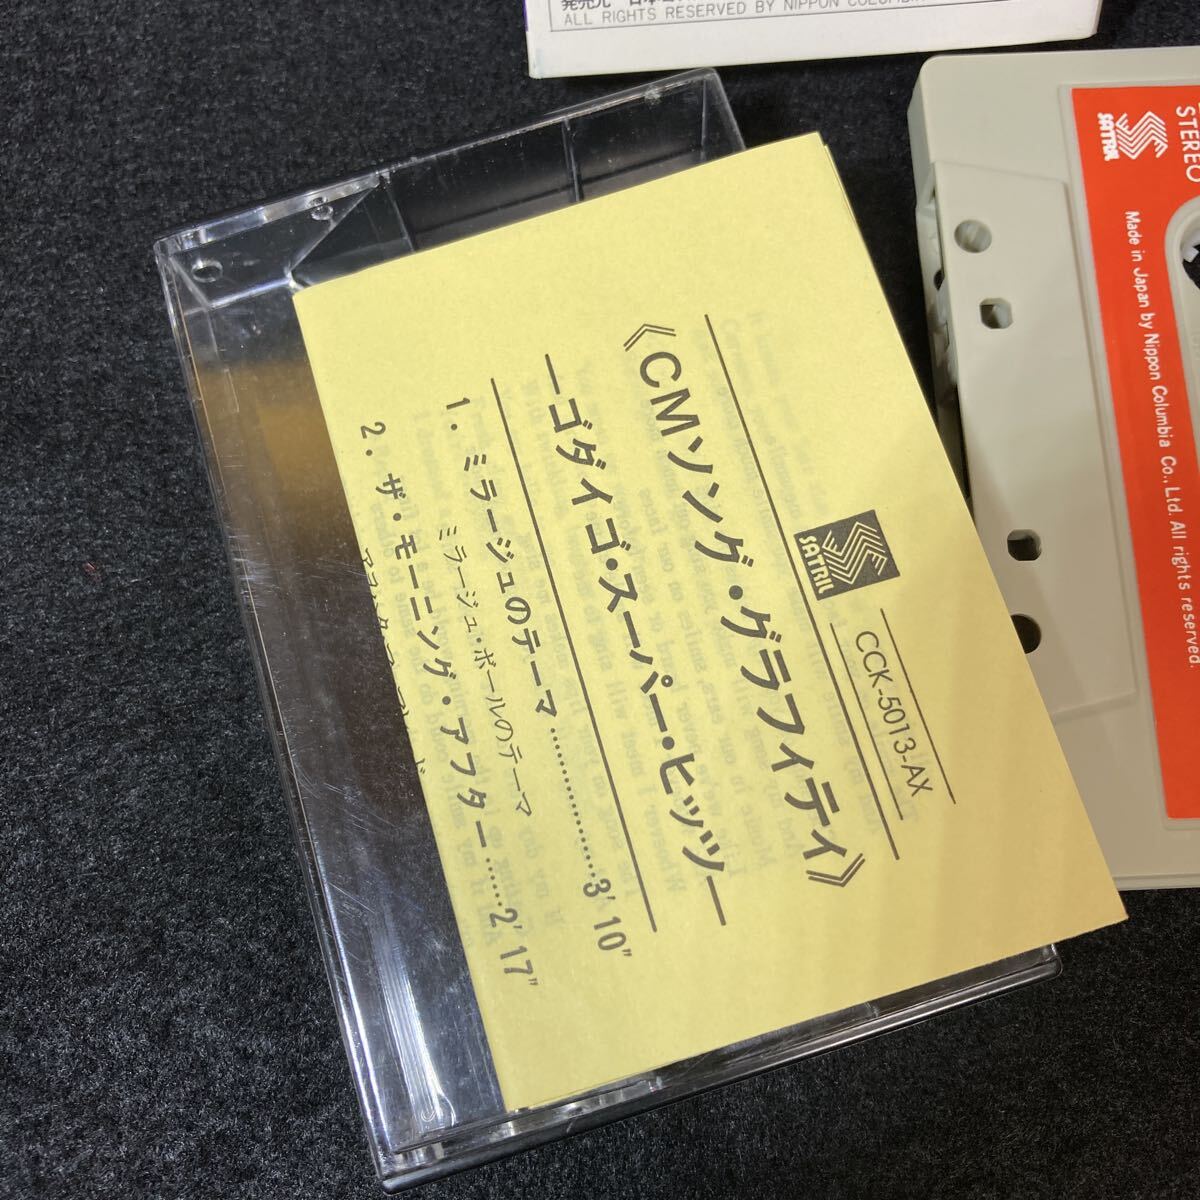 ALL RIGHTS RESERVED BY NIPPON COLUMBIA
SATRIL
STEREO
Made in Japan by Nippon Columbia Co., Ltd. All rights reserved.
CCK-5013-AX
SATRIL
《CMソング・グラフィティ》
―ゴダイゴ・スーパー・ヒッツ―
1. ミラージュのテーマ……………3′10″
ミラージュ・ボールのテーマ
2. ザ・モーニング・アフター……2′17″